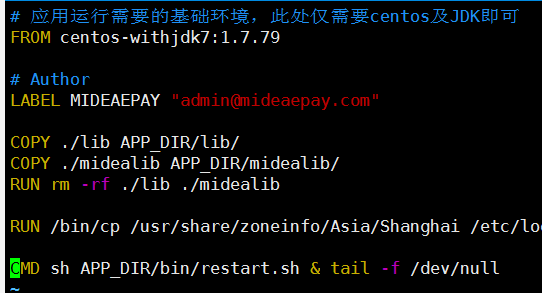 # 应用运行需要的基础环境，此处仅需要centos及JDK即可
FROM centos-withjdk7:1.7.79
# Author
LABEL MIDEAEPAY "admin@mideaepay.com"
COPY ./lib APP_DIR/lib/
COPY ./midealib APP_DIR/midealib/
RUN rm -rf ./lib ./midealib
RUN /bin/cp /usr/share/zoneinfo/Asia/Shanghai /etc/lo
CMD sh APP_DIR/bin/restart.sh & tail -f /dev/null
~